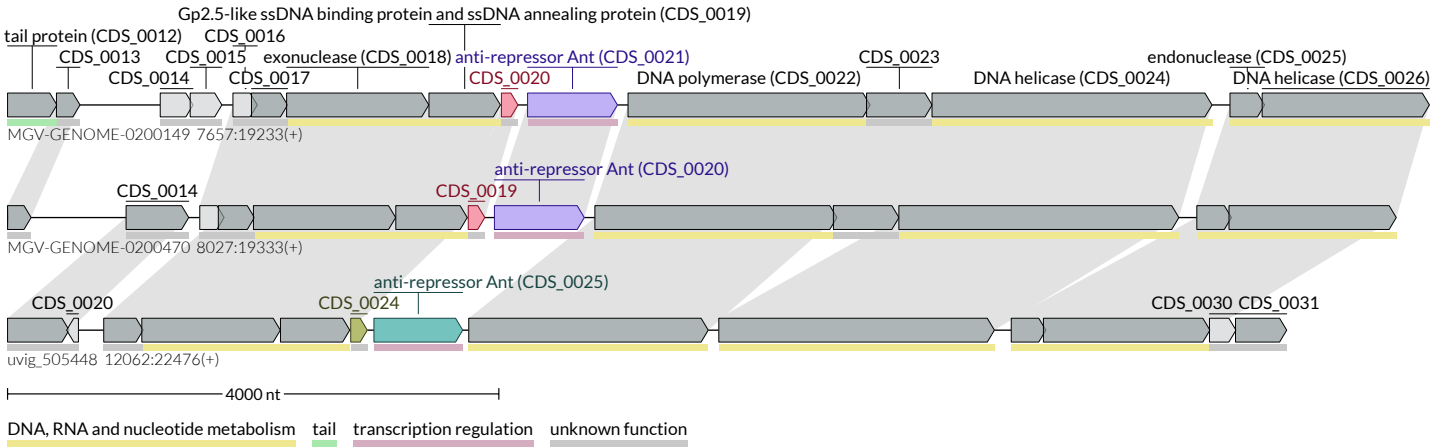 Gp2.5-like ssDNA binding protein and ssDNA annealing protein (CDS_0019)
tail protein (CDS_0012) CDS_0016
CDS_0013 CDS_0015 exonuclease (CDS_0018) anti-repressor Ant (CDS_0021) CDS_0023 endonuclease (CDS_0025)
CDS_0014 CDS_0017 CDS_0020 DNA polymerase (CDS_0022) DNA helicase (CDS_0024) DNA helicase (CDS_0026)
MGV-GENOME-0200149 7657:19233(+)
anti-repressor Ant (CDS_0020)
CDS_0014 CDS_0019
MGV-GENOME-0200470 8027:19333(+)
anti-repressor Ant (CDS_0025)
CDS_0020 CDS_0024 CDS_0030 CDS_0031
uvig_505448 12062:22476(+)
4000 nt
DNA, RNA and nucleotide metabolism tail transcription regulation unknown function